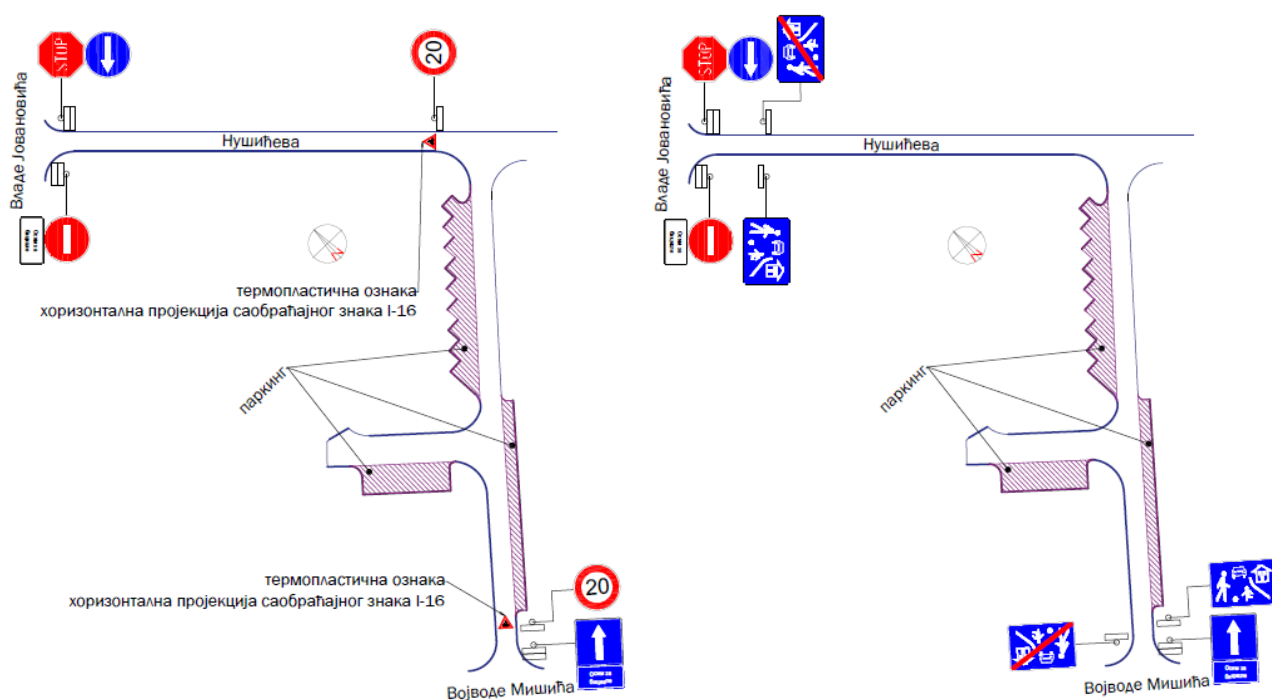 STOP
20
Владе Јовановића
Нушићева
термопластична ознака
хоризонтална пројекција саобраћајног знака I-16
паркинг
термопластична ознака
хоризонтална пројекција саобраћајног знака I-16
20
Војводе Мишића
STOP
Владе Јовановића
Нушићева
паркинг
Војводе Мишића